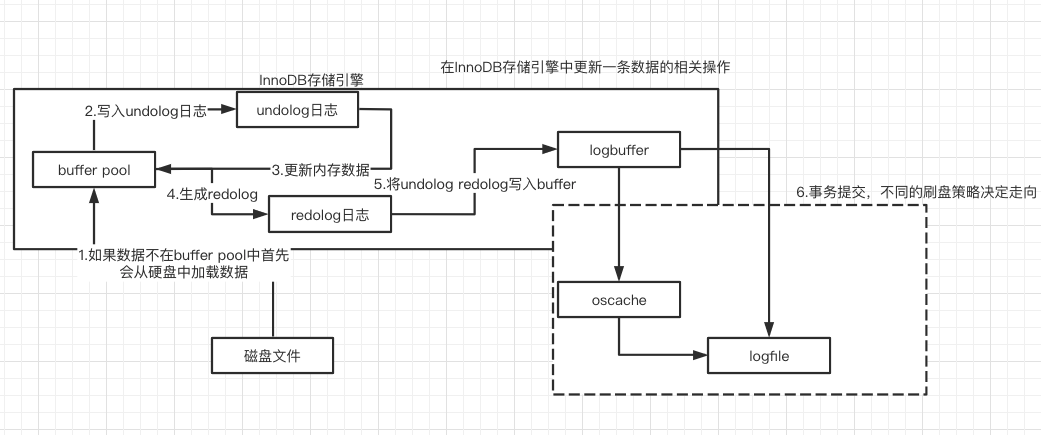 在InnoDB存储引擎中更新一条数据的相关操作
InnoDB存储引擎
2.写入undolog日志
undolog日志
buffer pool
3.更新内存数据
logbuffer
4.生成redolog
5.将undolog redolog写入buffer
redolog日志
6.事务提交，不同的刷盘策略决定走向
1.如果数据不在buffer pool中首先
会从硬盘中加载数据
oscache
磁盘文件
logfile